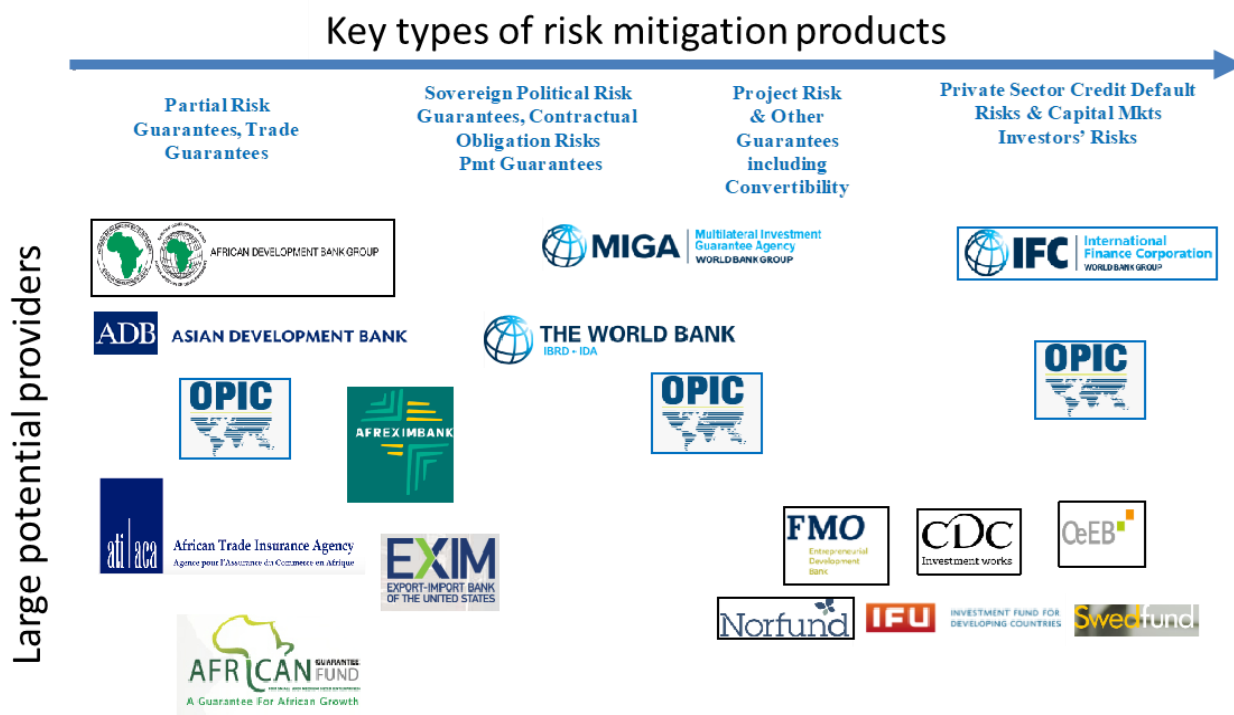 Key types of risk mitigation products
Partial Risk
Guarantees, Trade
Guarantees
Sovereign Political Risk
Guarantees, Contractual
Obligation Risks
Pmt Guarantees
Project Risk
& Other
Guarantees
including
Convertibility
Private Sector Credit Default
Risks & Capital Mkts
Investors' Risks
Large potential providers
AFRICAN DEVELOPMENT BANK GROUP
MIGA
Multilateral Investment
Guarantee Agency
WORLD BANK GROUP
IFC
International
Finance Corporation
WORLD BANK GROUP
ADB
ASIAN DEVELOPMENT BANK
THE WORLD BANK
IBRD • IDA
OPIC
AFREXIMBANK
OPIC
OPIC
ati aca
African Trade Insurance Agency
Agence pour l'Assurance du Commerce en Afrique
EXIM
EXPORT-IMPORT BANK
OF THE UNITED STATES
FMO
Entrepreneurial
Development
Bank
CDC
Investment works
OeEB
Norfund
IFU
INVESTMENT FUND FOR
DEVELOPING COUNTRIES
Swedfund
AFRICAN
GUARANTEE
FUND
A Guarantee For African Growth